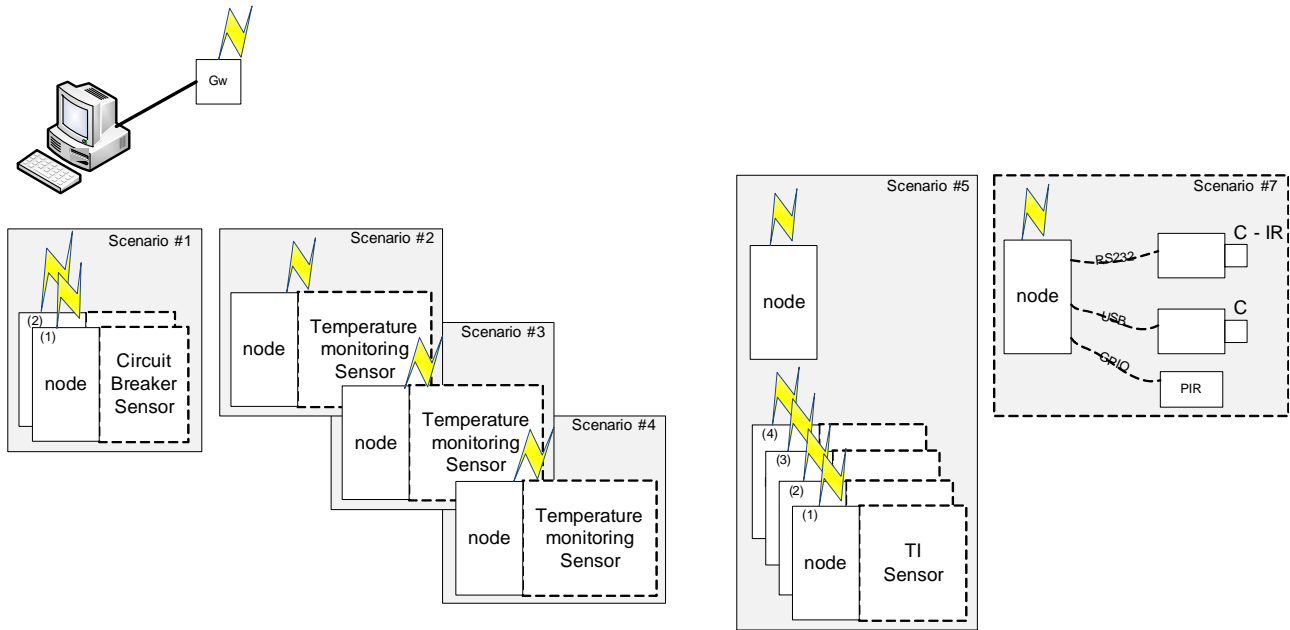 Gw
Scenario #1
(2)
(1)
node
Circuit
Breaker
Sensor
Scenario #2
node
Temperature
monitoring
Sensor
Scenario #3
node
Temperature
monitoring
Sensor
Scenario #4
node
Temperature
monitoring
Sensor
Scenario #5
node
(4)
(3)
(2)
(1)
node
TI
Sensor
Scenario #7
node
RS232
C - IR
USB
C
GPIO
PIR